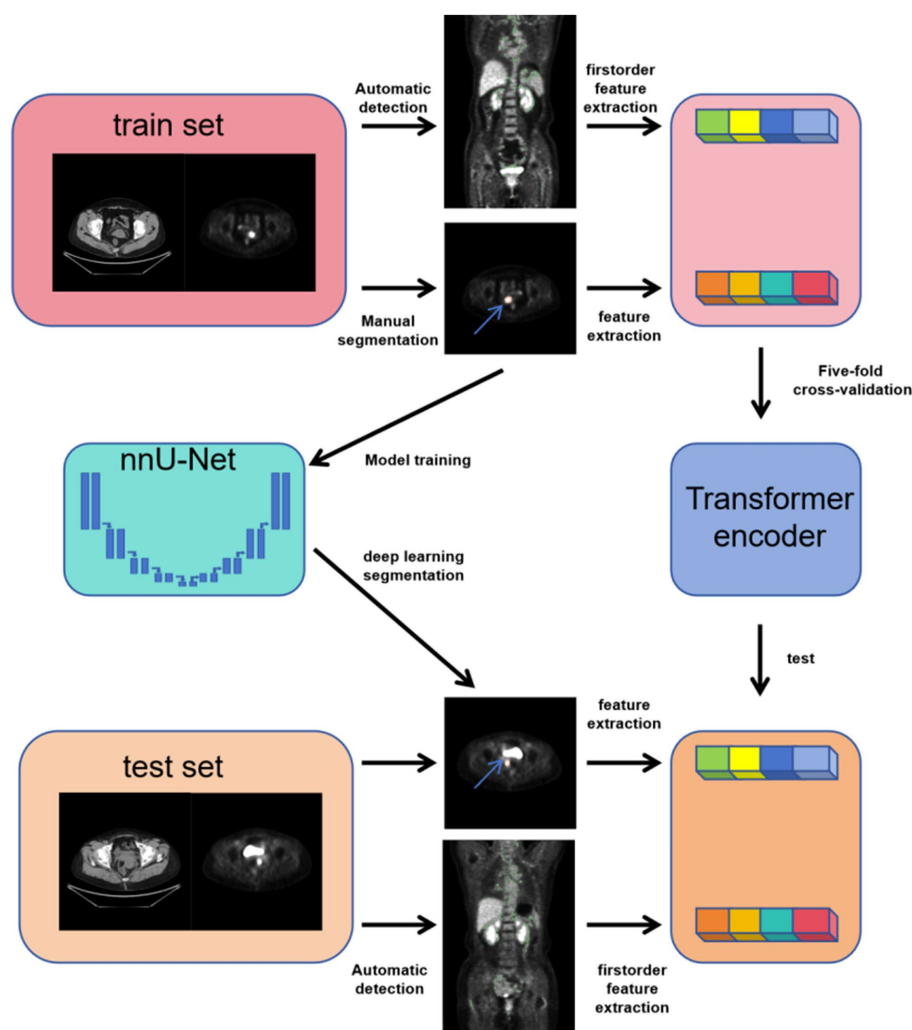 Automatic
detection
firstorder
feature
extraction
train set
Manual
segmentation
feature
extraction
Five-fold
cross-validation
nnU-Net
Model training
Transformer
encoder
deep learning
segmentation
test
feature
extraction
test set
Automatic
detection
firstorder
feature
extraction